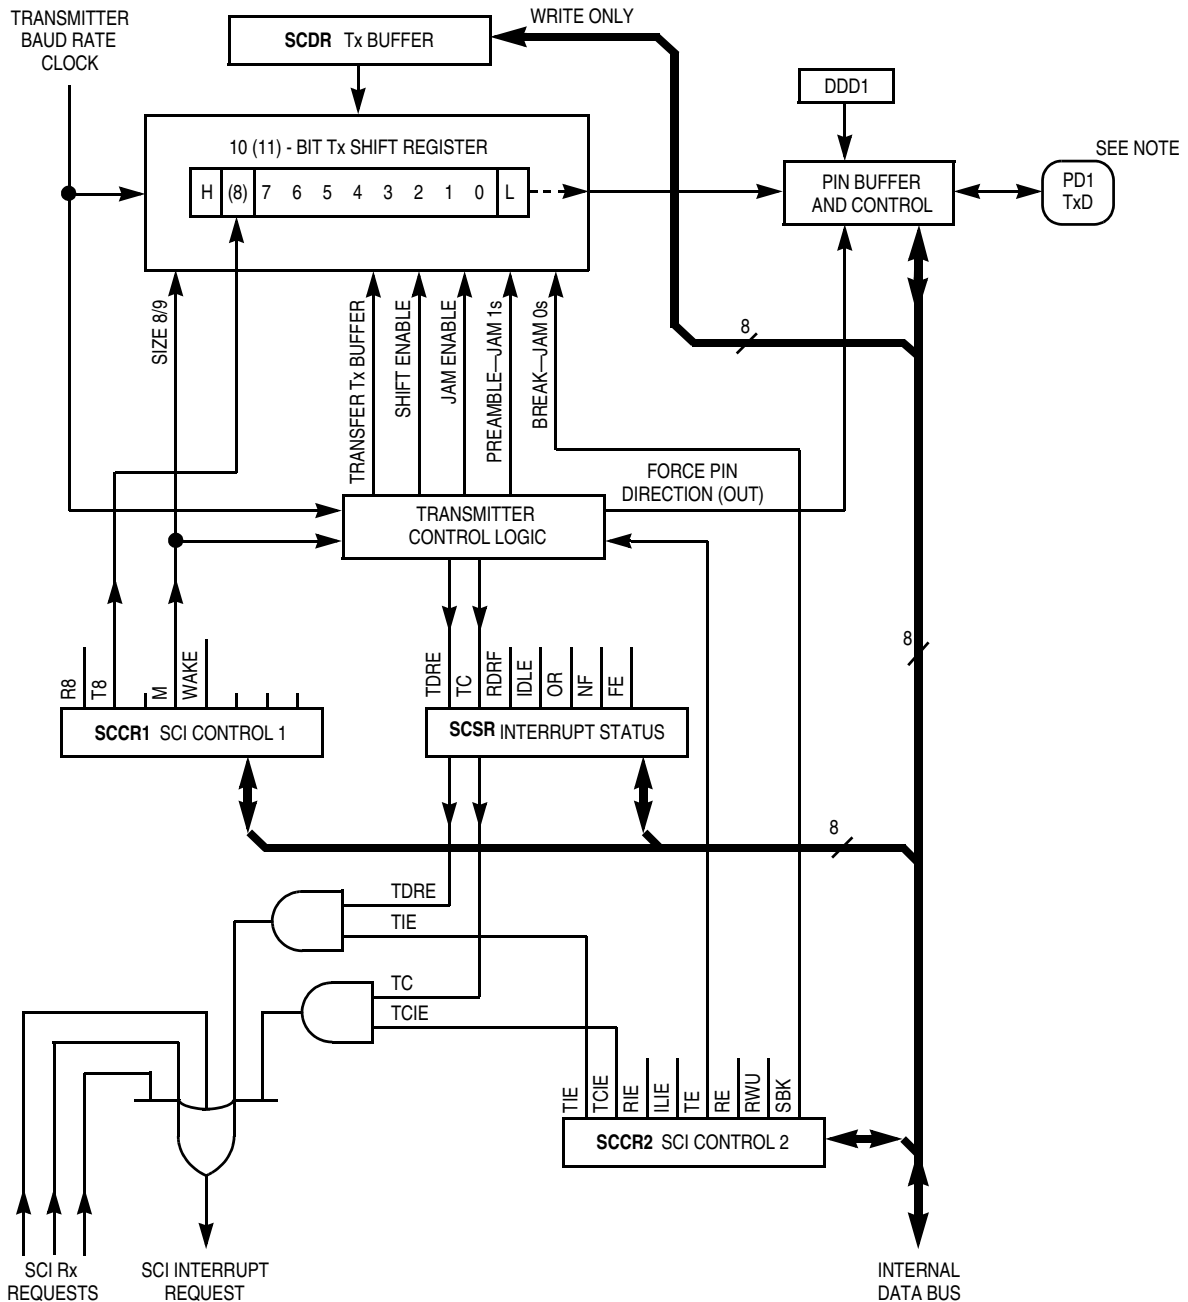 TRANSMITTER
BAUD RATE
CLOCK
SCDR Tx BUFFER
WRITE ONLY
DDD1
10 (11) - BIT Tx SHIFT REGISTER
H (8) 7 6 5 4 3 2 1 0 L
PIN BUFFER
AND CONTROL
SEE NOTE
PD1
TxD
SIZE 8/9
TRANSFER Tx BUFFER
SHIFT ENABLE
JAM ENABLE
PREAMBLE—JAM 1s
BREAK—JAM 0s
8
FORCE PIN
DIRECTION (OUT)
TRANSMITTER
CONTROL LOGIC
8
R8
T8
M
WAKE
TDRE
TC
RDRF
IDLE
OR
NF
FE
SCCR1 SCI CONTROL 1
SCSR INTERRUPT STATUS
8
TDRE
TIE
TC
TCIE
TIE
TCIE
RIE
ILIE
TE
RE
RWU
SBK
SCCR2 SCI CONTROL 2
SCI Rx
REQUESTS
SCI INTERRUPT
REQUEST
INTERNAL
DATA BUS